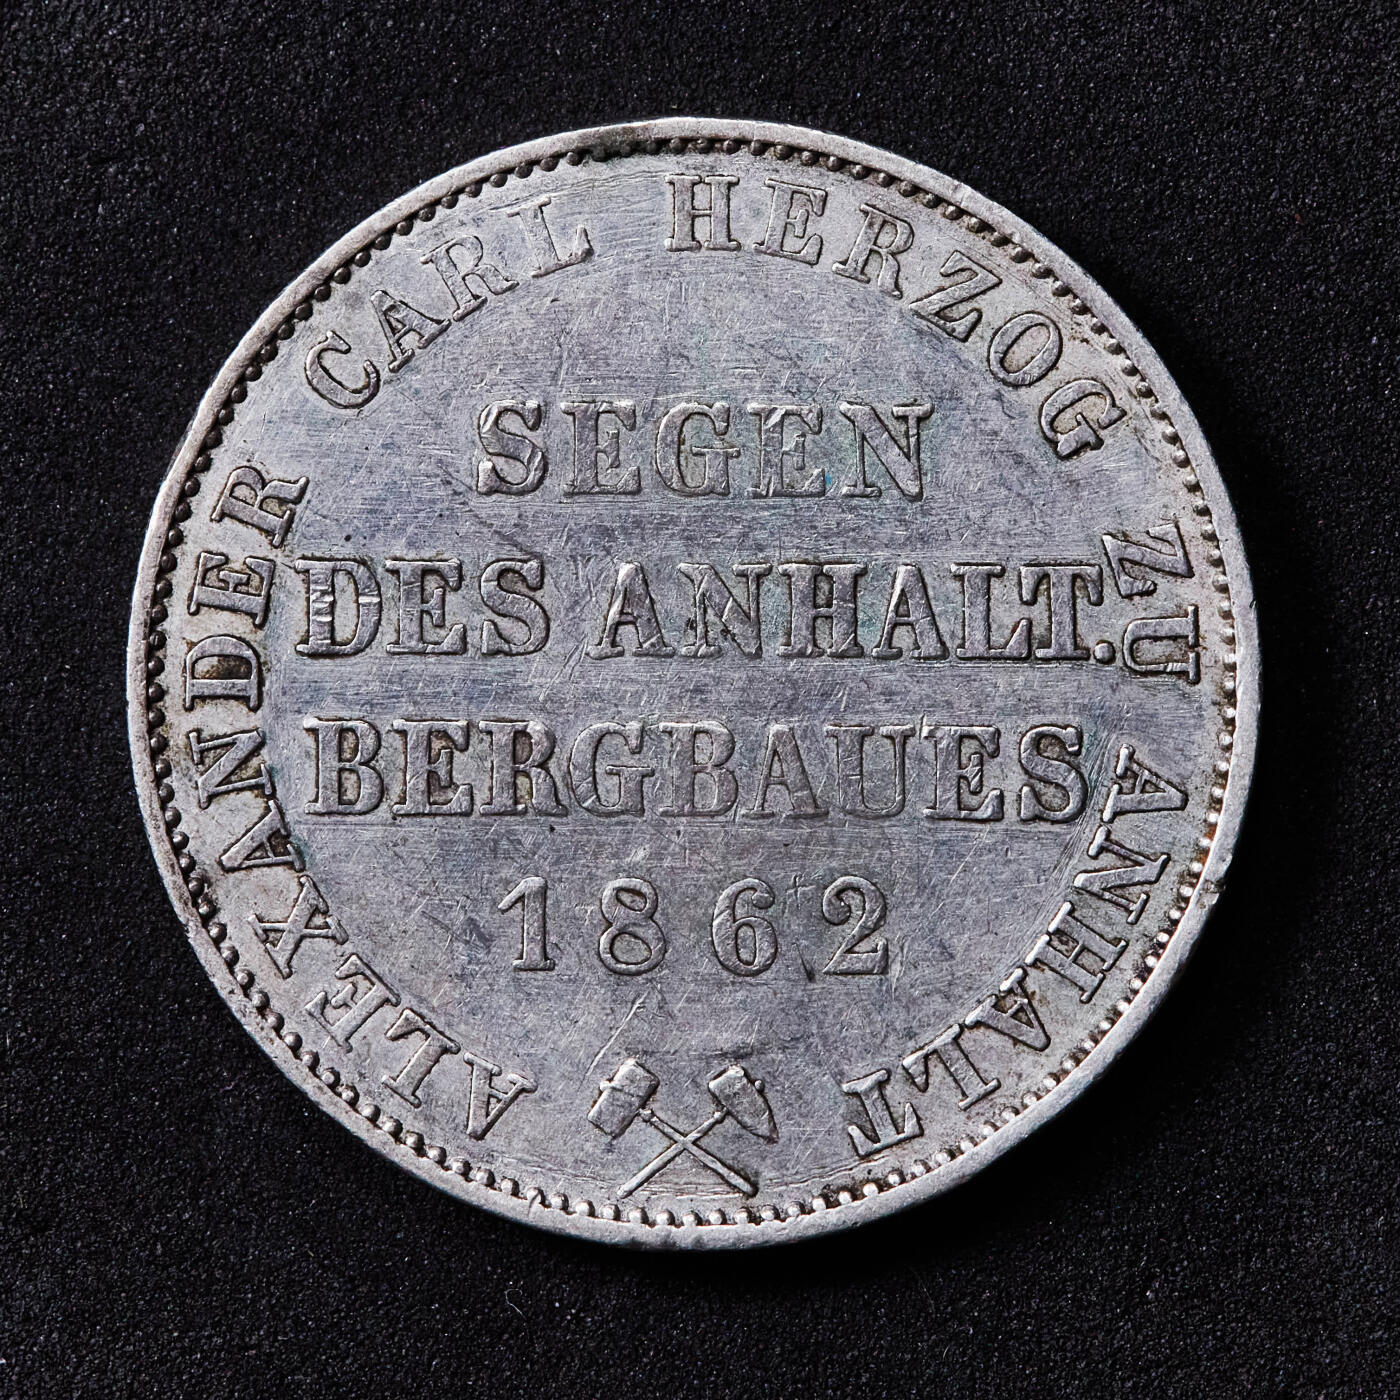 ALEXANDER CARL HERZOG ZU ANHALT
SEGEN
DES ANHALT.
BERGBAUES
1862